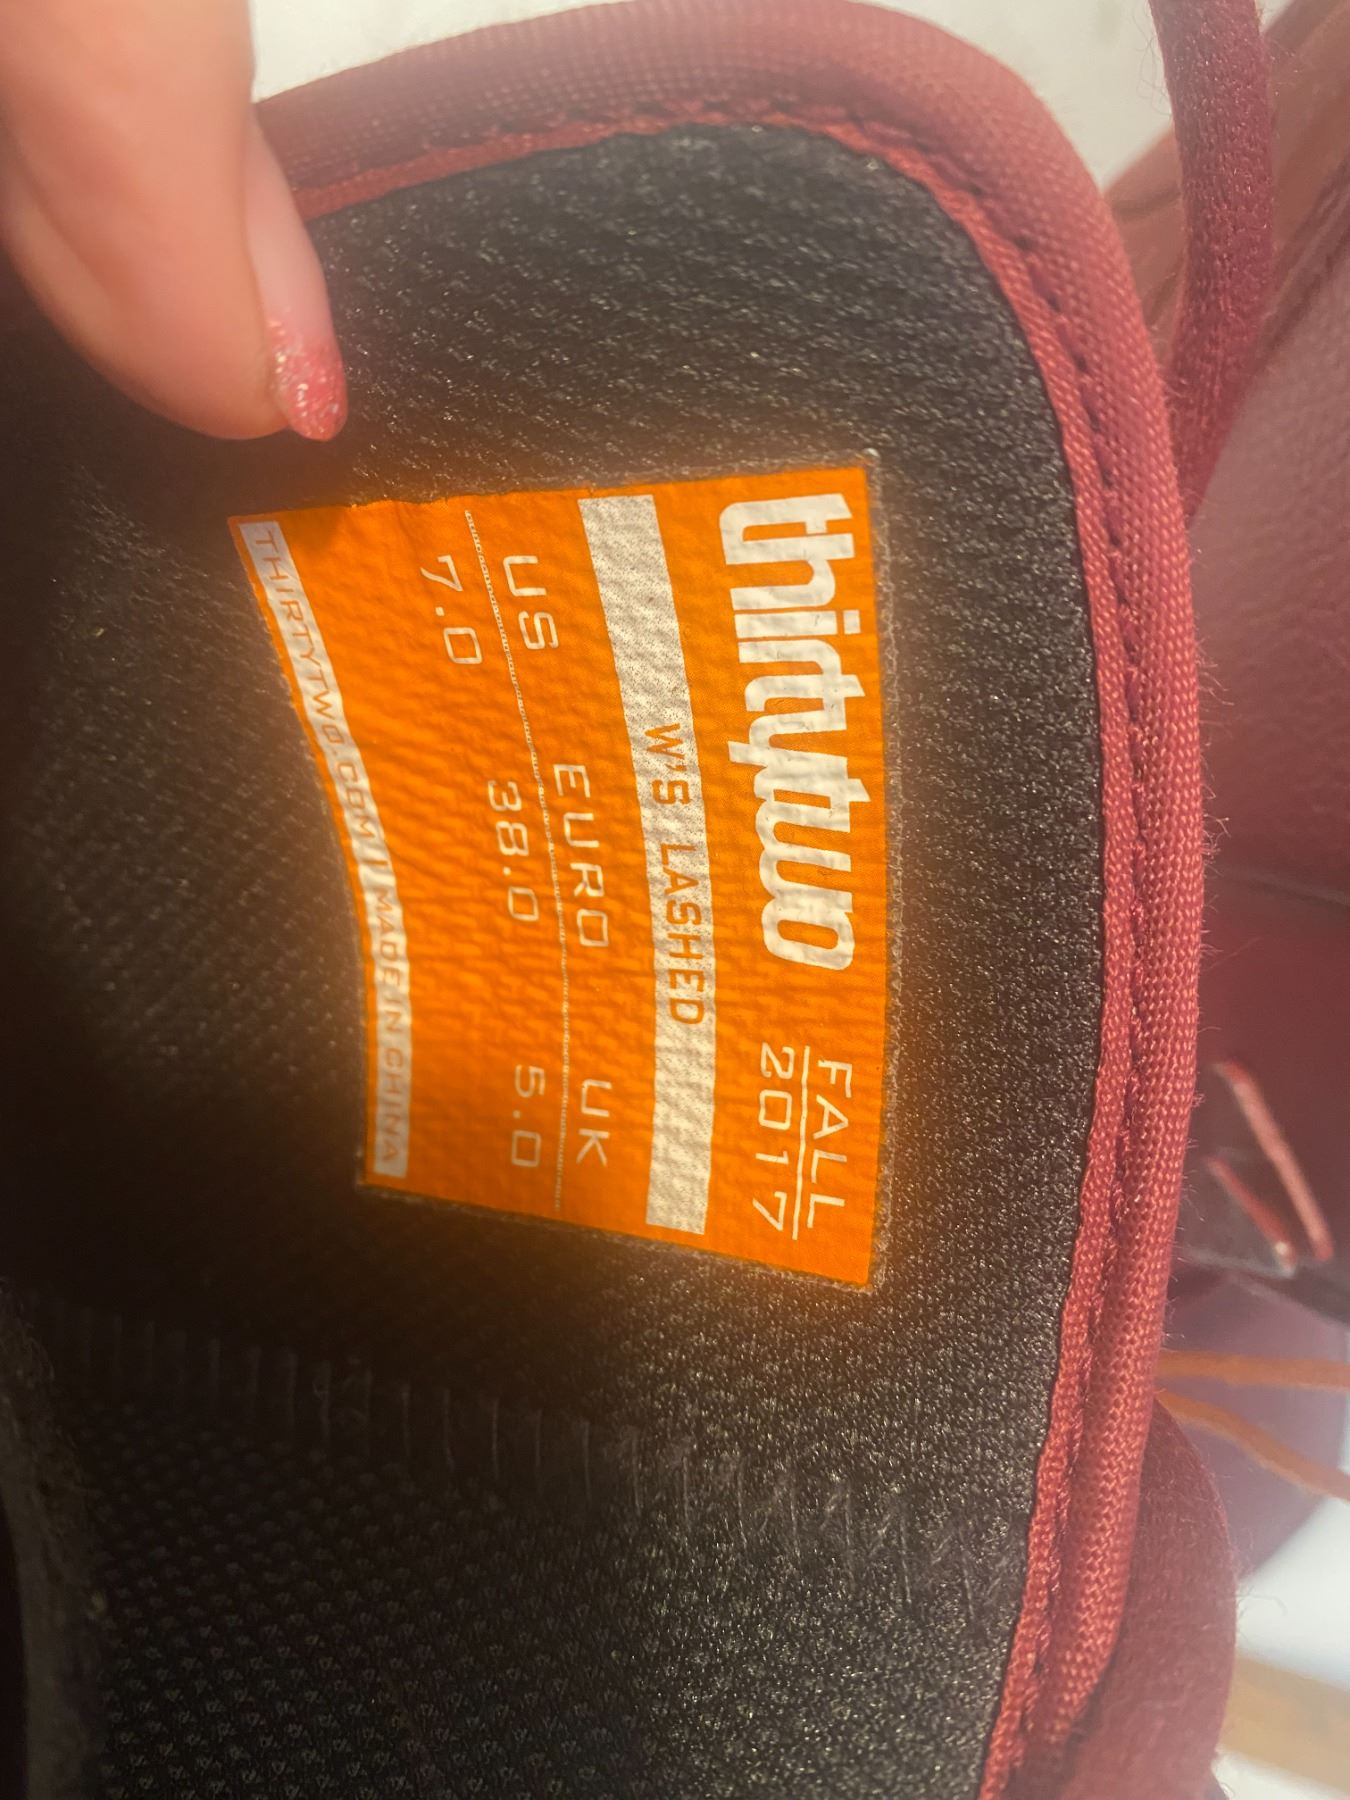 thirtytwo
FALL
2017
W'S LASHED
US EURO UK
7.0 38.0 5.0
THIRTYTWO.COM | MADE IN CHINA